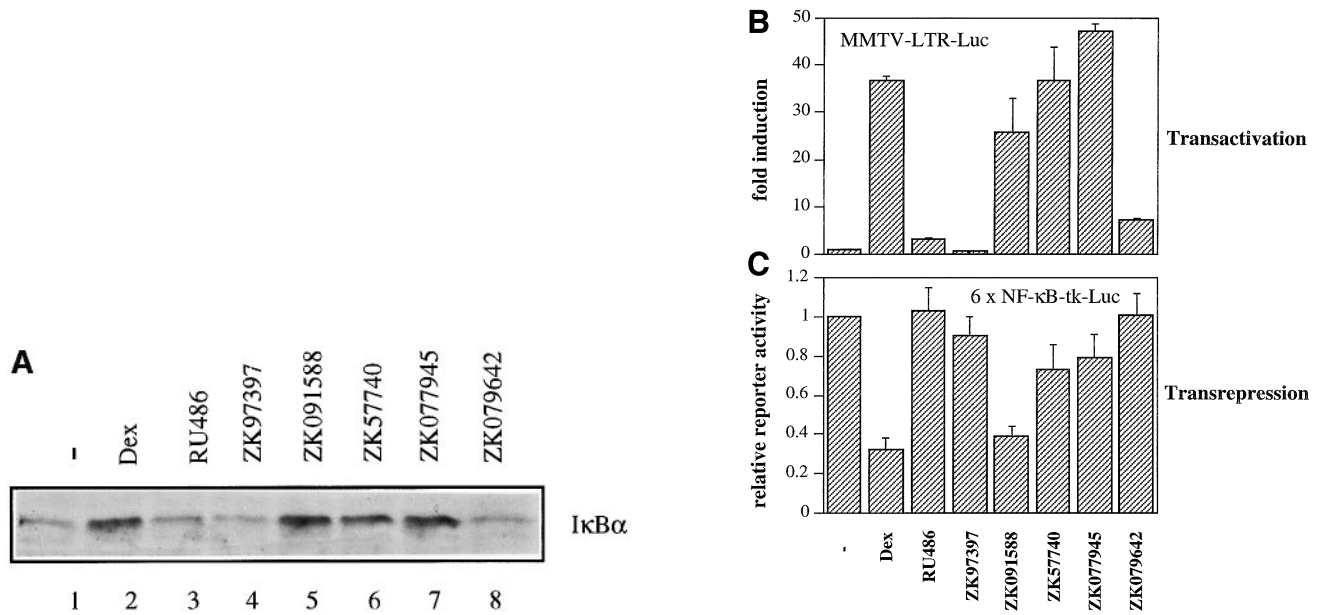 A
-
Dex
RU486
ZK97397
ZK091588
ZK57740
ZK077945
ZK079642
IκBα
1 2 3 4 5 6 7 8
B
MMTV-LTR-Luc
fold induction
50
40
30
20
10
0
Transactivation
C
6 x NF-κB-tk-Luc
relative reporter activity
1.2
1
0.8
0.6
0.4
0.2
0
Transrepression
-
Dex
RU486
ZK97397
ZK091588
ZK57740
ZK077945
ZK079642